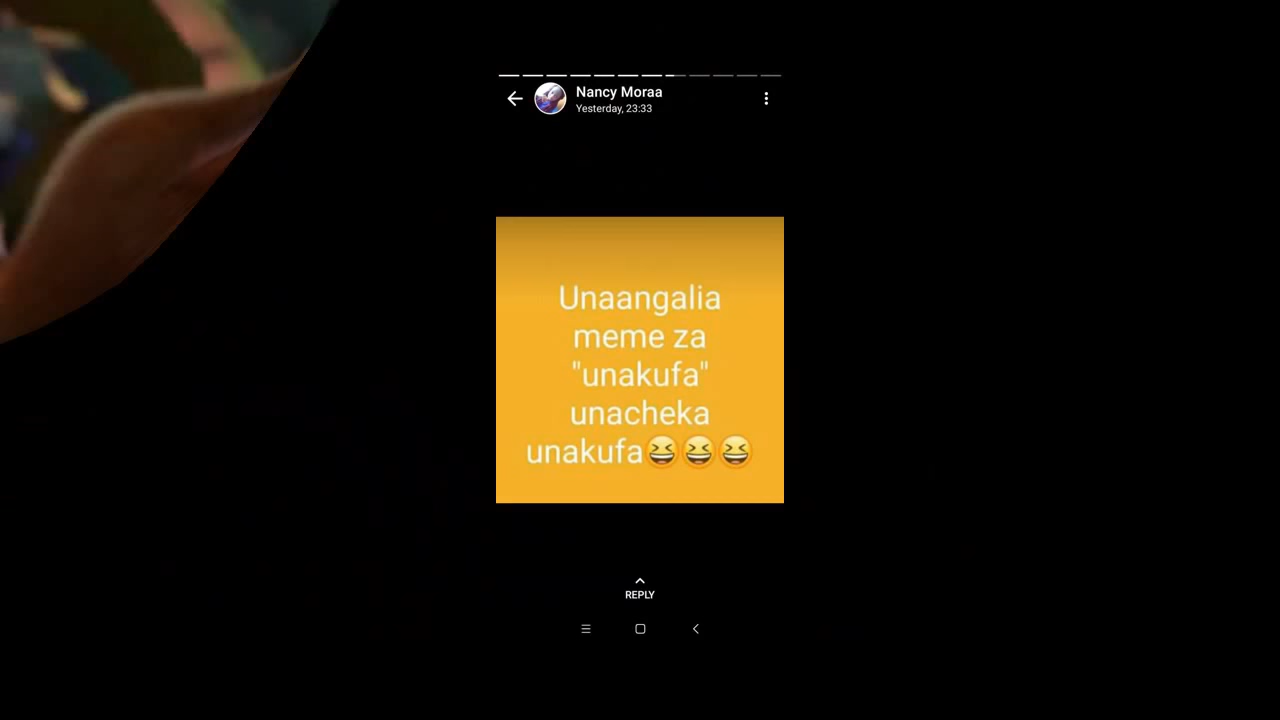 Nancy Moraa
Yesterday, 23:33
Unaangalia
meme za
"unakufa"
unacheka
unakufa😆😆😆
REPLY